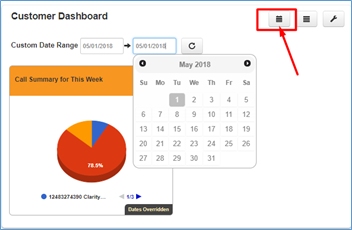 Customer Dashboard
Custom Date Range 05/01/2018 05/01/2018
May 2018
Su Mo Tu We Th Fr Sa
1 2 3 4 5
6 7 8 9 10 11 12
13 14 15 16 17 18 19
20 21 22 23 24 25 26
27 28 29 30 31
Call Summary for This Week
78.5%
12483274390 Clarity... 1/3
Dates Overridden